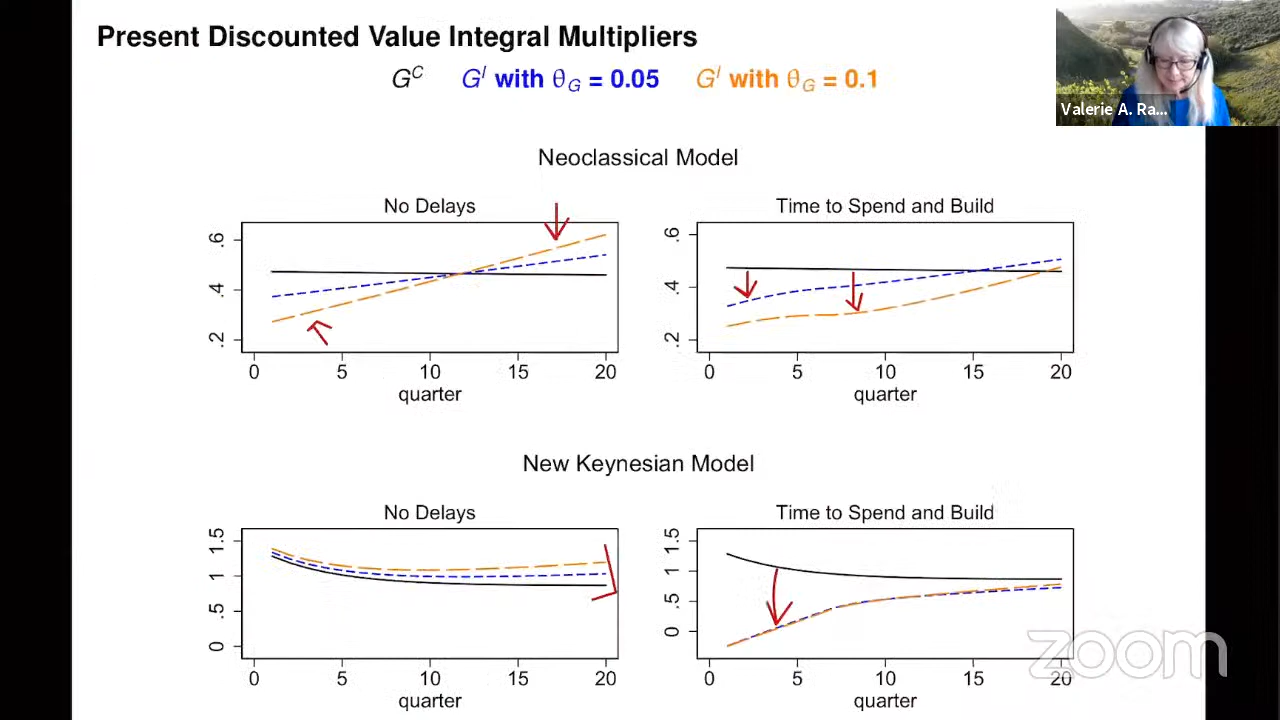 Present Discounted Value Integral Multipliers
G^C G^I with θ_G = 0.05 G^I with θ_G = 0.1
Valerie A. Ra...
Neoclassical Model
No Delays
.6
.4
.2
0 5 10 15 20
quarter
Time to Spend and Build
.6
.4
.2
0 5 10 15 20
quarter
New Keynesian Model
No Delays
1.5
1
.5
0
0 5 10 15 20
quarter
Time to Spend and Build
1.5
1
.5
0
0 5 10 15 20
quarter
zoom